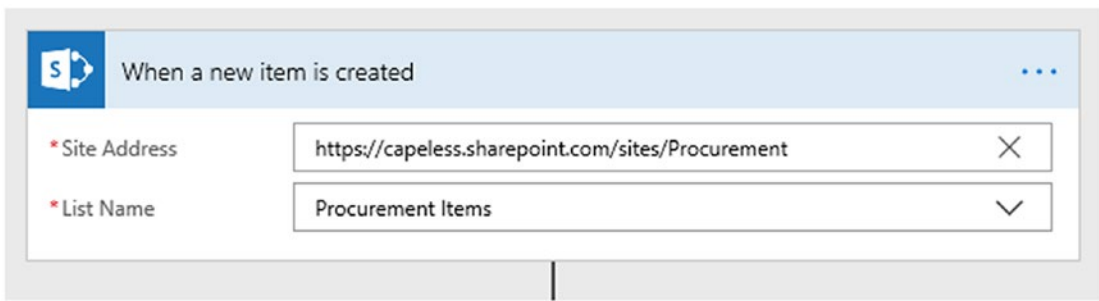 S When a new item is created
* Site Address https://capeless.sharepoint.com/sites/Procurement
* List Name Procurement Items